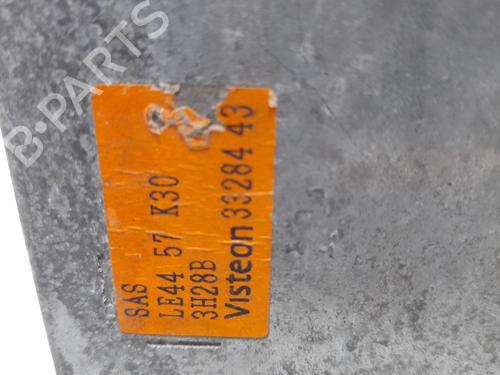 SAS
LE44 57 K30
3H28B
Visteon 33284 43
B-PARTS